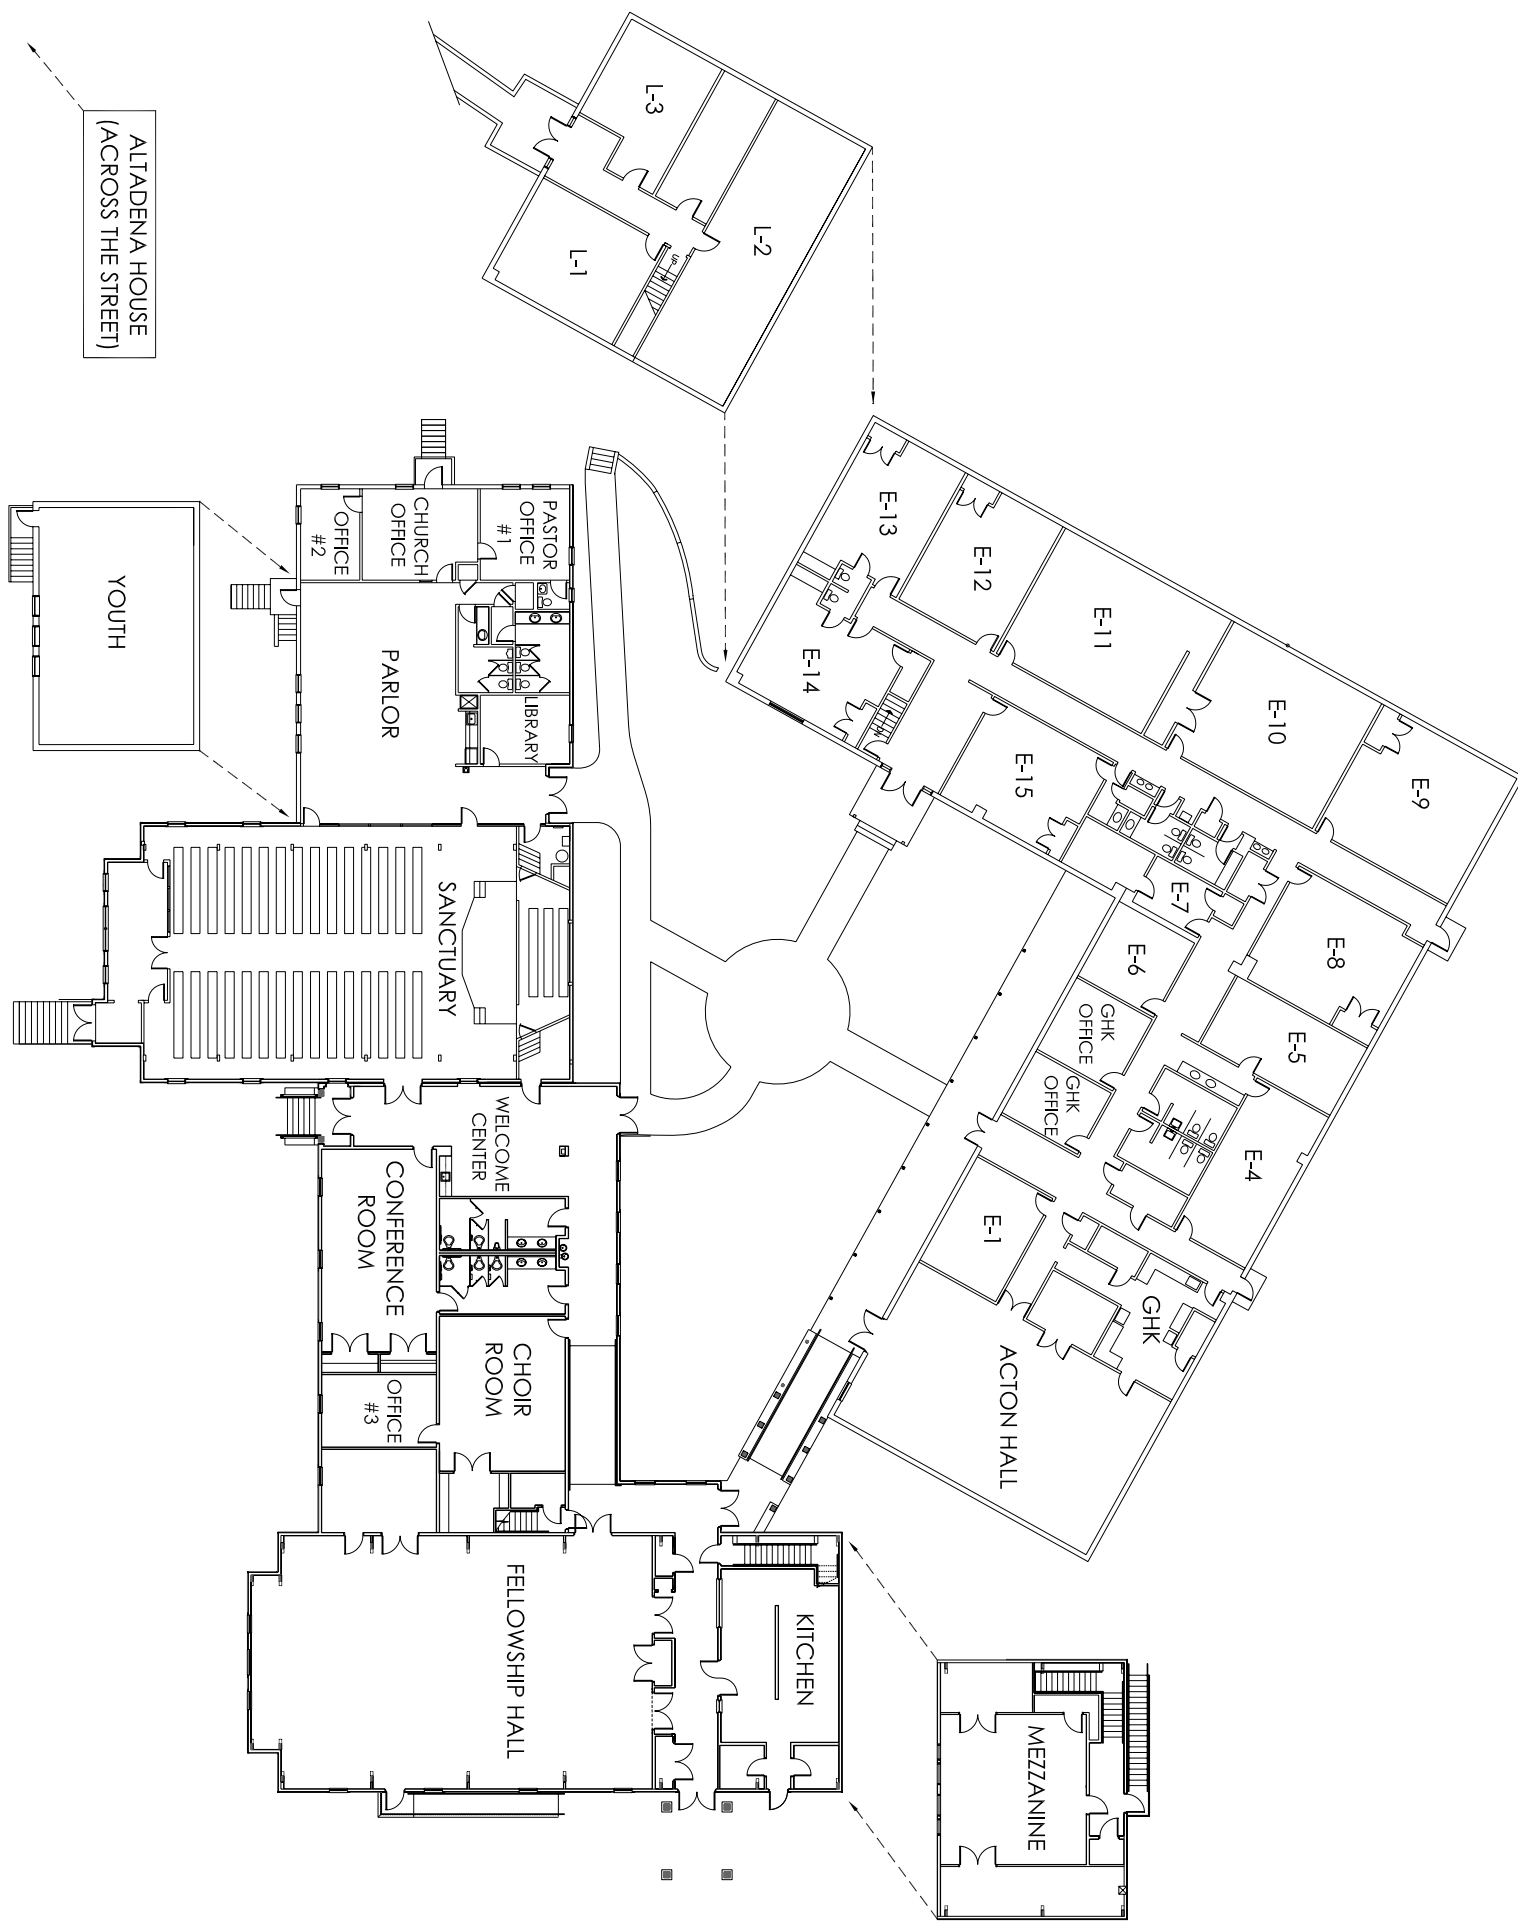 E-9
E-8
E-5
E-10
E-4
E-7
GHK
E-6
E-11
GHK
OFFICE
GHK
OFFICE
MEZZANINE
E-15
ACTON HALL
E-1
E-12
E-13
DN
E-14
KITCHEN
L-2
UP
L-3
L-1
PASTOR
OFFICE
#1
LIBRARY
CHOIR
ROOM
FELLOWSHIP HALL
WELCOME
CENTER
SANCTUARY
CHURCH
OFFICE
PARLOR
CONFERENCE
ROOM
OFFICE
#3
OFFICE
#2
ALTADENA HOUSE
(ACROSS THE STREET)
YOUTH